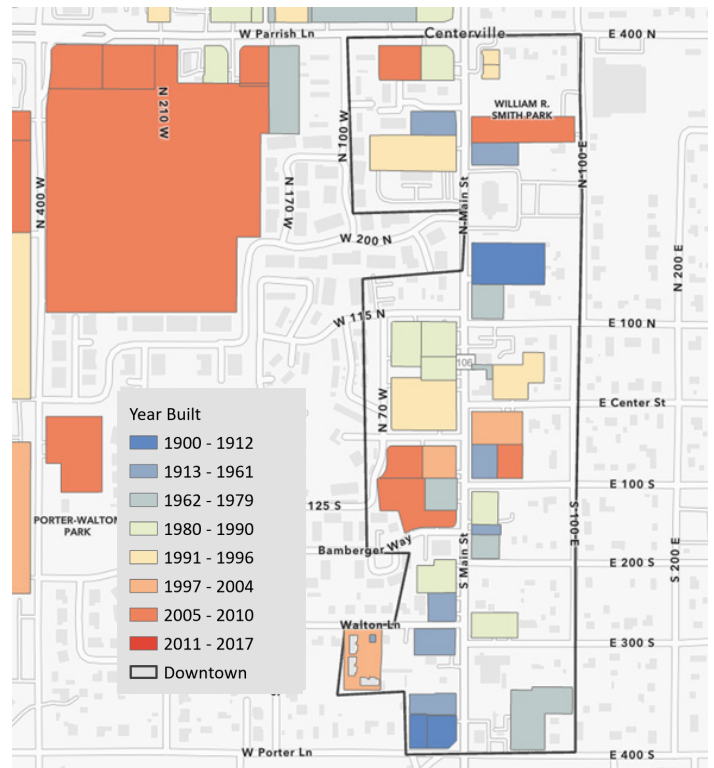 W Parrish Ln
Centerville
E 400 N
N 210 W
N 100 W
WILLIAM R.
SMITH PARK
N 100 E
N 400 W
N 170 W
N Main St
W 200 N
N 200 E
W 115 N
E 100 N
106
N 70 W
E Center St
Year Built
1900 - 1912
1913 - 1961
1962 - 1979
1980 - 1990
1991 - 1996
1997 - 2004
2005 - 2010
2011 - 2017
Downtown
E 100 S
125 S
PORTER-WALTON
PARK
S 100 E
Bamberger Way
S Main St
E 200 S
S 200 E
Walton Ln
E 300 S
W Porter Ln
E 400 S